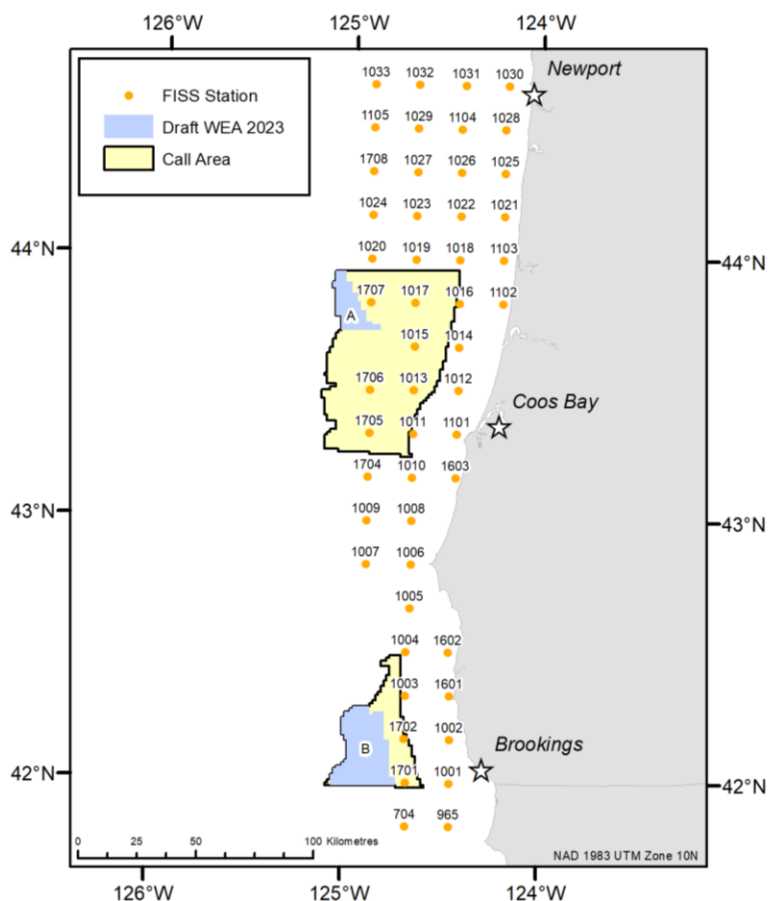 126°W 125°W 124°W
FISS Station
Draft WEA 2023
Call Area
1033 1032 1031 1030
Newport
1105 1029 1104 1028
1708 1027 1026 1025
1024 1023 1022 1021
44°N 1020 1019 1018 1103 44°N
1707 1017 1016 1102
A
1015 1014
1706 1013 1012
Coos Bay
1705 1011 1101
1704 1010 1603
43°N 1009 1008 43°N
1007 1006
1005
1004 1602
1003 1601
1702 1002
B
Brookings
42°N 1701 1001 42°N
704 965
0 25 50 100 Kilometres
NAD 1983 UTM Zone 10N
126°W 125°W 124°W